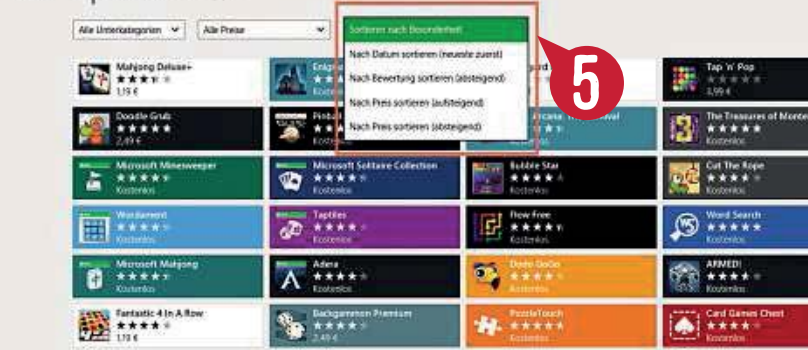 Alle Unterkategorien
Alle Preise
Sortieren nach Besonderheit
Nach Datum sortieren (neueste zuerst)
Nach Bewertung sortieren (absteigend)
Nach Preis sortieren (aufsteigend)
Nach Preis sortieren (absteigend)
5
Mahjong Deluxe+
1,19 €
Tap 'n' Pop
1,99 €
Doodle Grub
2,49 €
The Treasures of
Microsoft Minesweeper
Kostenlos
Microsoft Solitaire Collection
Kostenlos
Bubble Star
Kostenlos
Cut The Rope
Kostenlos
Wordament
Kostenlos
Taptiles
Kostenlos
Flow Free
Kostenlos
Word Search
Kostenlos
Microsoft Mahjong
Kostenlos
Adera
Kostenlos
Dodo GoGo
Kostenlos
ARMED!
Kostenlos
Fantastic 4 In A Row
1,19 €
Backgammon Premium
2,49 €
PuzzleTouch
Kostenlos
Card Games Chest
Kostenlos